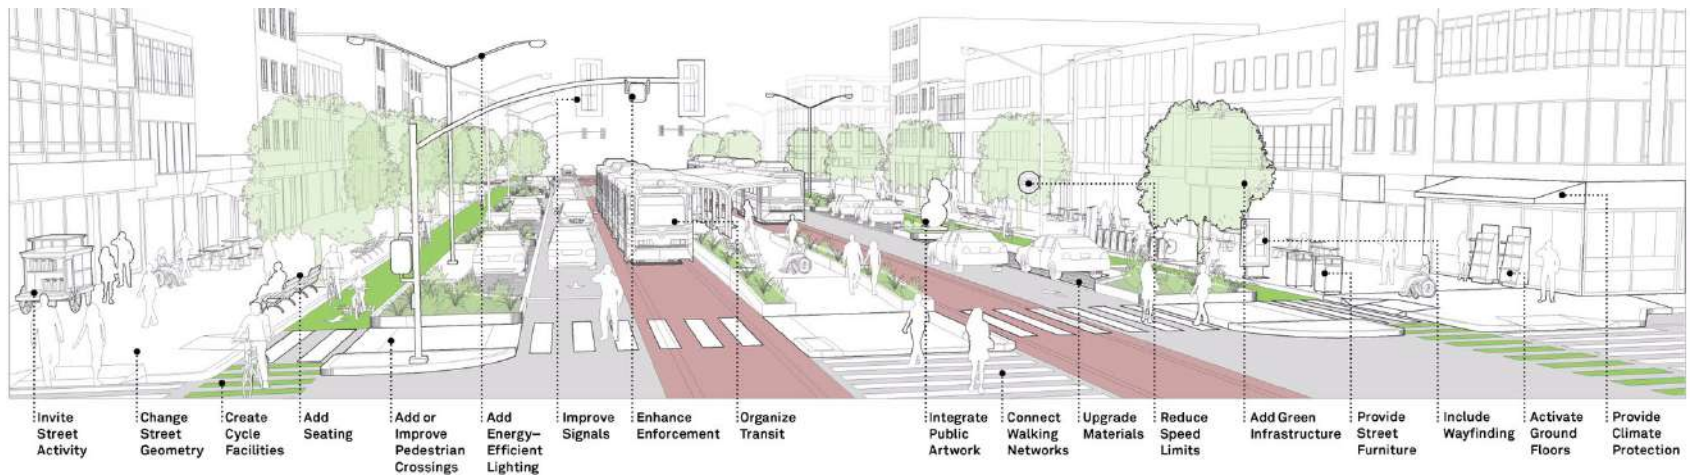 Invite
Street
Activity
Change
Street
Geometry
Create
Cycle
Facilities
Add
Seating
Add or
Improve
Pedestrian
Crossings
Add
Energy–
Efficient
Lighting
Improve
Signals
Enhance
Enforcement
Organize
Transit
Integrate
Public
Artwork
Connect
Walking
Networks
Upgrade
Materials
Reduce
Speed
Limits
Add Green
Infrastructure
Provide
Street
Furniture
Include
Wayfinding
Activate
Ground
Floors
Provide
Climate
Protection